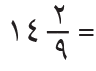 = ٢/٩ ١٤